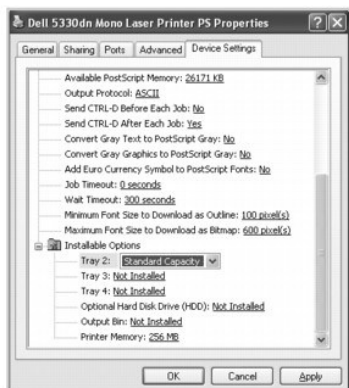 Dell 5330dn Mono Laser Printer PS Properties
General Sharing Ports Advanced Device Settings
Available PostScript Memory: 26171 KB
Output Protocol: ASCII
Send CTRL-D Before Each Job: No
Send CTRL-D After Each Job: Yes
Convert Gray Text to PostScript Gray: No
Convert Gray Graphics to PostScript Gray: No
Add Euro Currency Symbol to PostScript Fonts: No
Job Timeout: 0 seconds
Wait Timeout: 300 seconds
Minimum Font Size to Download as Outline: 100 pixel(s)
Maximum Font Size to Download as Bitmap: 600 pixel(s)
Installable Options
Tray 2: Standard Capacity
Tray 3: Not Installed
Tray 4: Not Installed
Optional Hard Disk Drive (HDD): Not Installed
Output Bin: Not Installed
Printer Memory: 256 MB
OK Cancel Apply